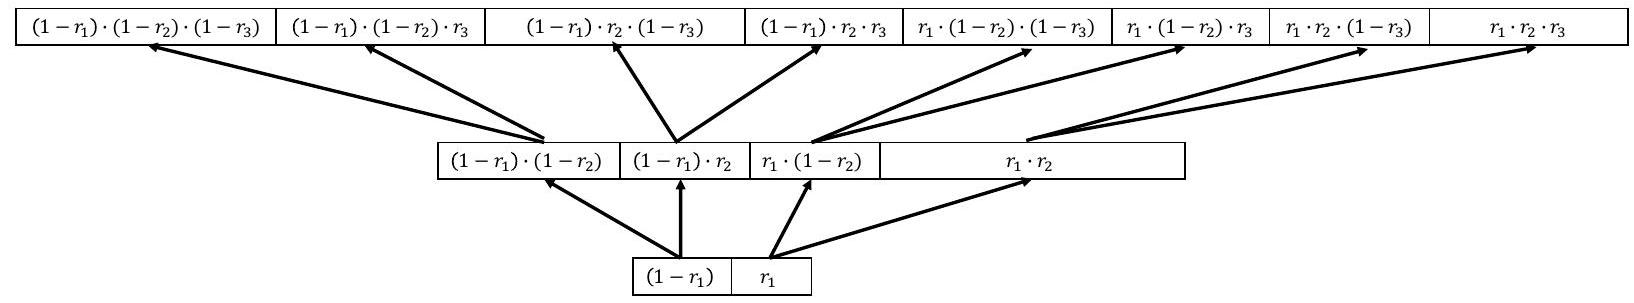 (1−r₁)·(1−r₂)·(1−r₃) (1−r₁)·(1−r₂)·r₃ (1−r₁)·r₂·(1−r₃) (1−r₁)·r₂·r₃ r₁·(1−r₂)·(1−r₃) r₁·(1−r₂)·r₃ r₁·r₂·(1−r₃) r₁·r₂·r₃
(1−r₁)·(1−r₂) (1−r₁)·r₂ r₁·(1−r₂) r₁·r₂
(1−r₁) r₁